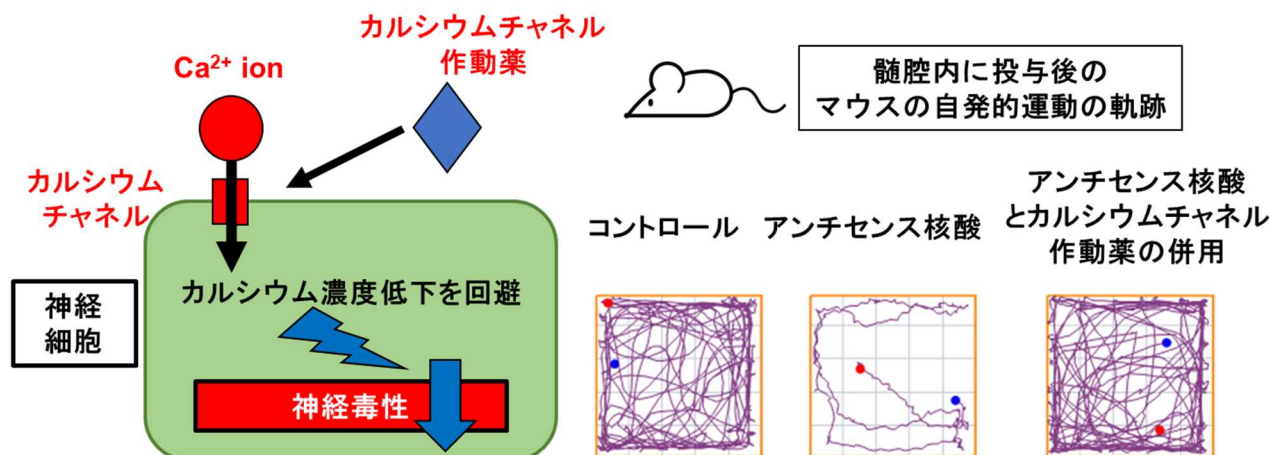 カルシウムチャネル
作動薬
Ca²⁺ ion
カルシウム
チャネル
カルシウム濃度低下を回避
神経
細胞
神経毒性
髄腔内に投与後の
マウスの自発的運動の軌跡
コントロール
アンチセンス核酸
アンチセンス核酸
とカルシウムチャネル
作動薬の併用